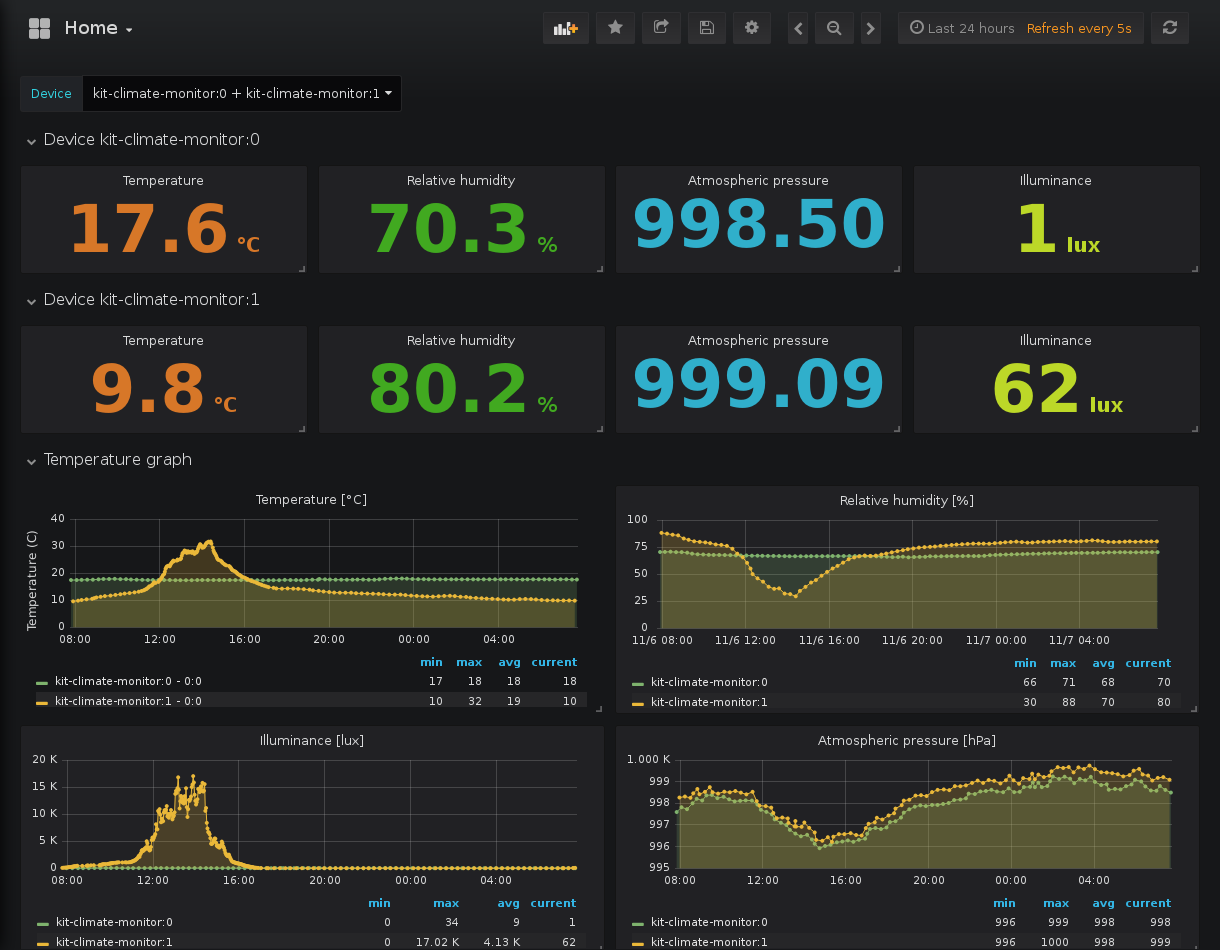 Home
Last 24 hours Refresh every 5s
Device kit-climate-monitor:0 + kit-climate-monitor:1
Device kit-climate-monitor:0
Temperature Relative humidity Atmospheric pressure Illuminance
17.6 °C 70.3 % 998.50 1 lux
Device kit-climate-monitor:1
Temperature Relative humidity Atmospheric pressure Illuminance
9.8 °C 80.2 % 999.09 62 lux
Temperature graph
Temperature [°C]
Temperature (C)
40
30
20
10
0
08:00 12:00 16:00 20:00 00:00 04:00
min max avg current
kit-climate-monitor:0 - 0:0 17 18 18 18
kit-climate-monitor:1 - 0:0 10 32 19 10
Relative humidity [%]
100
75
50
25
0
11/6 08:00 11/6 12:00 11/6 16:00 11/6 20:00 11/7 00:00 11/7 04:00
min max avg current
kit-climate-monitor:0 66 71 68 70
kit-climate-monitor:1 30 88 70 80
Illuminance [lux]
20 K
15 K
10 K
5 K
0
08:00 12:00 16:00 20:00 00:00 04:00
min max avg current
kit-climate-monitor:0 0 34 9 1
kit-climate-monitor:1 0 17.02 K 4.13 K 62
Atmospheric pressure [hPa]
1.000 K
999
998
997
996
995
08:00 12:00 16:00 20:00 00:00 04:00
min max avg current
kit-climate-monitor:0 996 999 998 998
kit-climate-monitor:1 996 1000 998 999